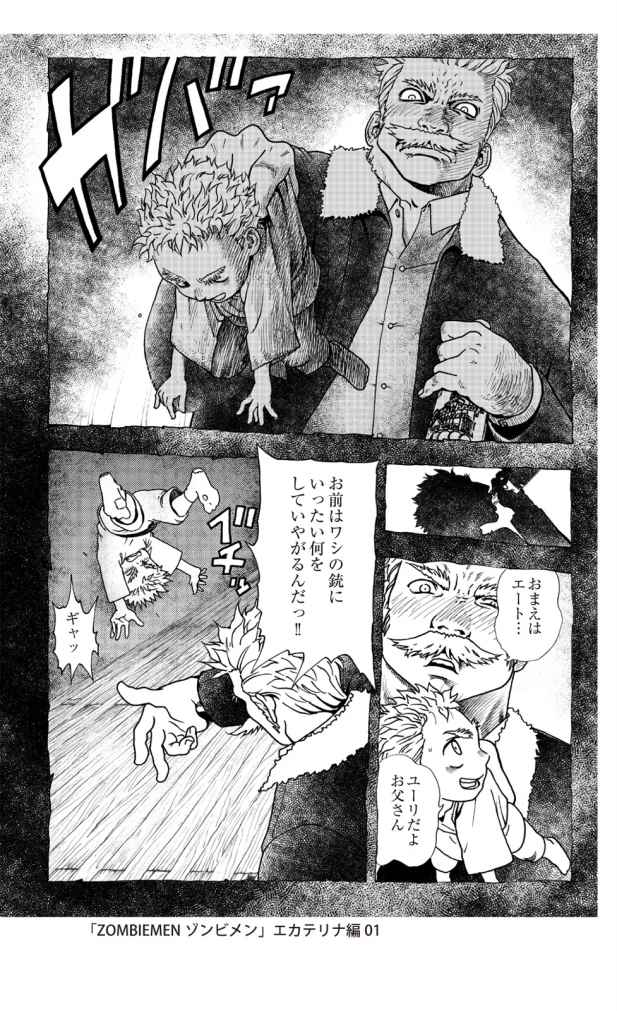 ガバッ
おまえは
エート…
ユーリだよ
お父さん
お前はワシの銃に
いったい何を
していやがるんだっ!!
ベチッ
ギャッ
「ZOMBIEMEN ゾンビメン」エカテリナ編 01